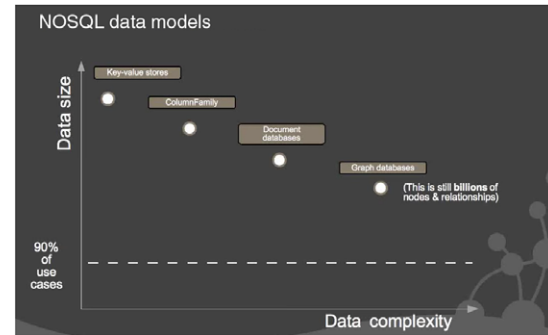 NOSQL data models
Key-value stores
Data size
ColumnFamily
Document
databases
Graph databases
(This is still billions of
nodes & relationships)
90%
of
use
cases
Data complexity